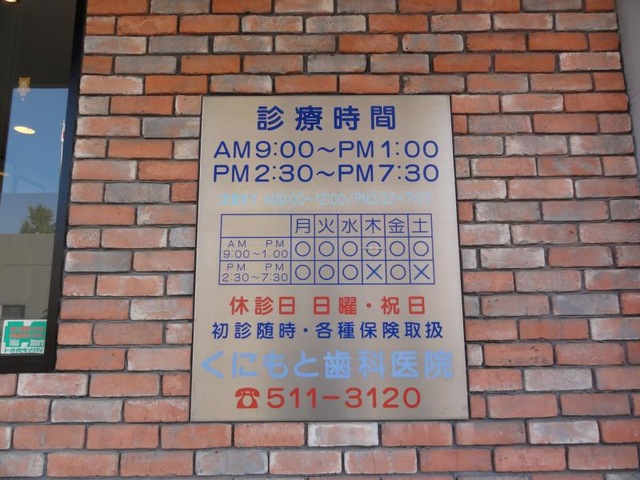 診療時間
AM9:00～PM1:00
PM2:30～PM7:30
月 火 水 木 金 土
AM PM 9:00～1:00 ○ ○ ○ ○ ○ ○
PM PM 2:30～7:30 ○ ○ ○ × ○ ×
休診日 日曜・祝日
初診随時・各種保険取扱
くにもと歯科医院
☎511-3120